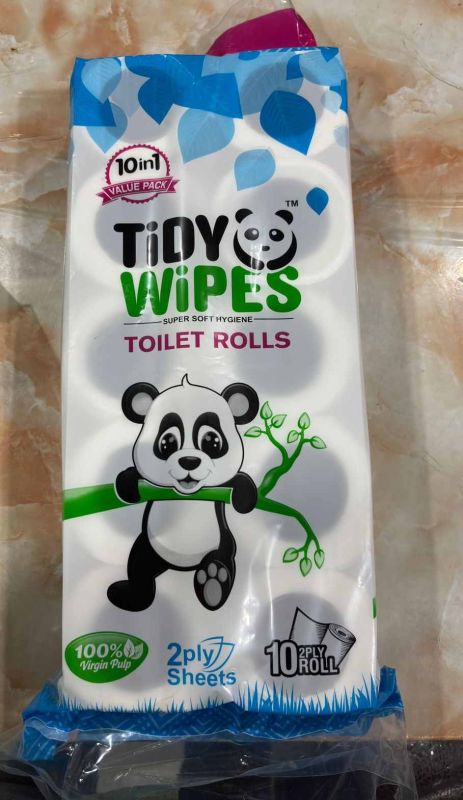 10in1
VALUE PACK
TiDY
TM
WiPES
SUPER SOFT HYGIENE
TOILET ROLLS
100%
Virgin Pulp
2ply
Sheets
10 2PLY
ROLL